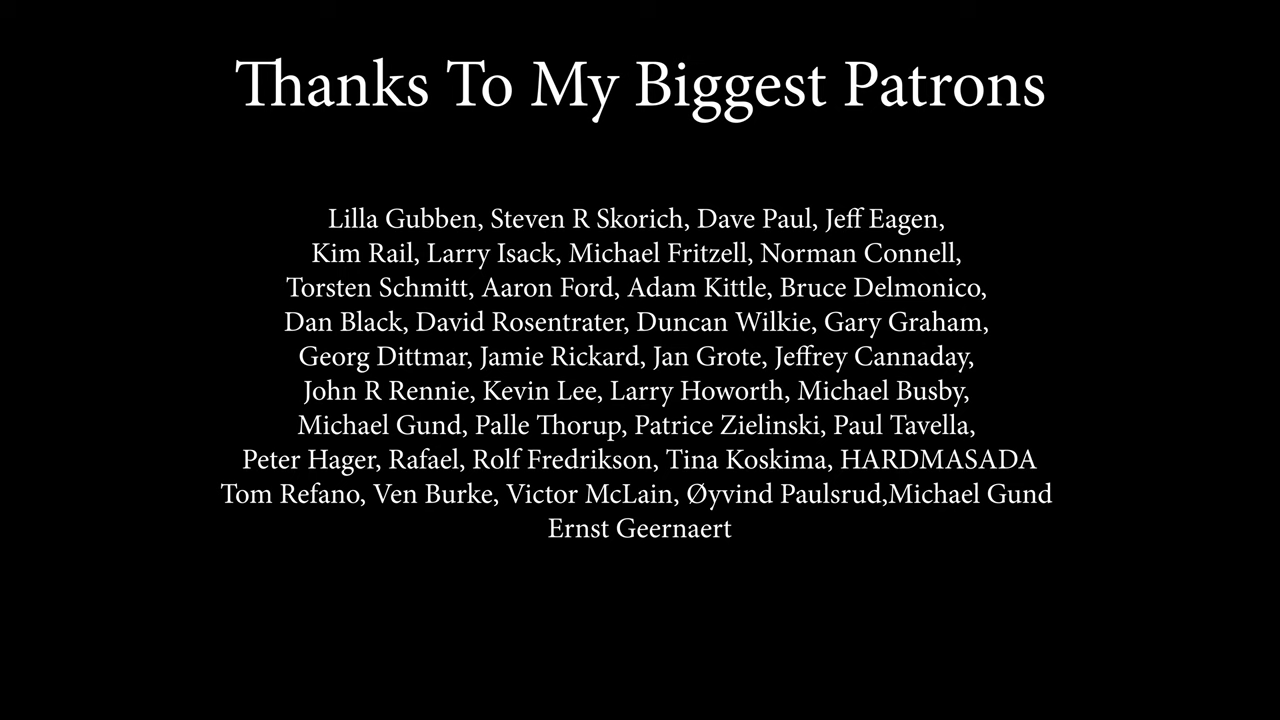 Thanks To My Biggest Patrons
Lilla Gubben, Steven R Skorich, Dave Paul, Jeff Eagen,
Kim Rail, Larry Isack, Michael Fritzell, Norman Connell,
Torsten Schmitt, Aaron Ford, Adam Kittle, Bruce Delmonico,
Dan Black, David Rosentrater, Duncan Wilkie, Gary Graham,
Georg Dittmar, Jamie Rickard, Jan Grote, Jeffrey Cannaday,
John R Rennie, Kevin Lee, Larry Howorth, Michael Busby,
Michael Gund, Palle Thorup, Patrice Zielinski, Paul Tavella,
Peter Hager, Rafael, Rolf Fredrikson, Tina Koskima, HARDMASADA
Tom Refano, Ven Burke, Victor McLain, Øyvind Paulsrud,Michael Gund
Ernst Geernaert